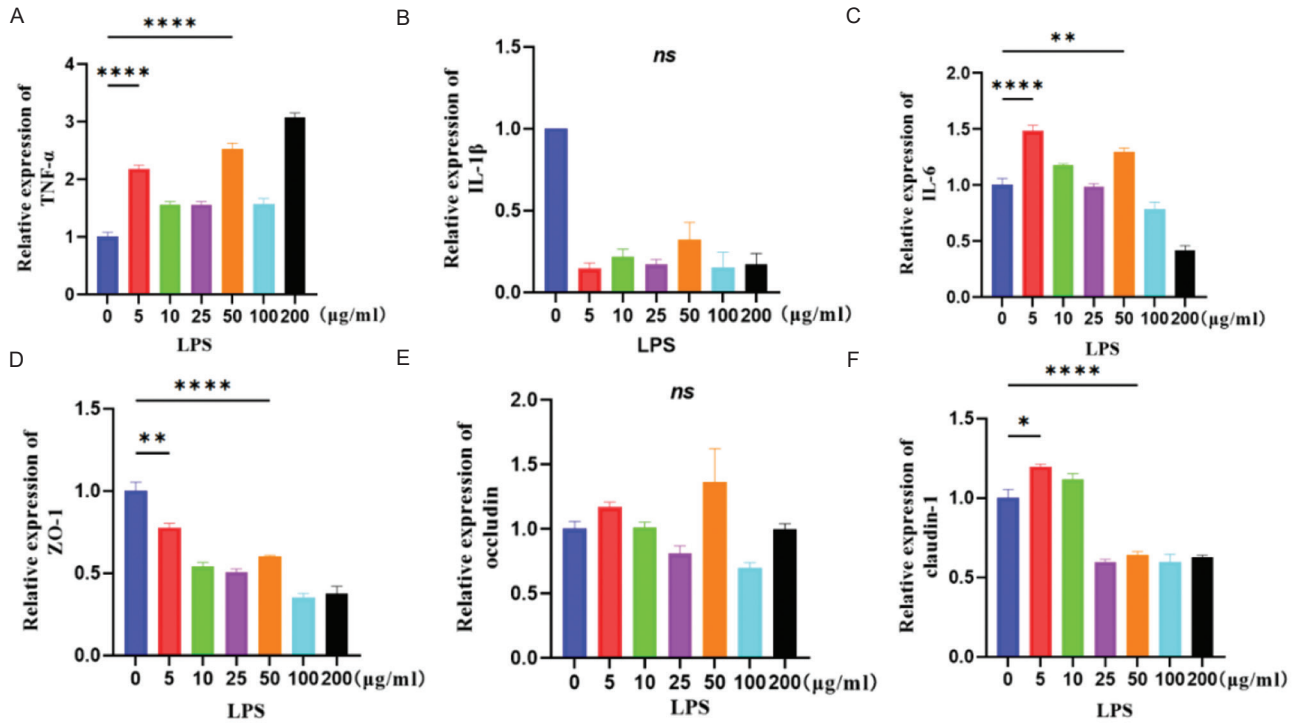 A
Relative expression of
TNF-α
4
3
2
1
0
****
****
0 5 10 25 50 100 200 (μg/ml)
LPS
B
Relative expression of
IL-1β
1.5
1.0
0.5
0.0
ns
0 5 10 25 50 100 200 (μg/ml)
LPS
C
Relative expression of
IL-6
2.0
1.5
1.0
0.5
0.0
**
****
0 5 10 25 50 100 200 (μg/ml)
LPS
D
Relative expression of
ZO-1
1.5
1.0
0.5
0.0
****
**
0 5 10 25 50 100 200 (μg/ml)
LPS
E
Relative expression of
occludin
2.0
1.5
1.0
0.5
0.0
ns
0 5 10 25 50 100 200 (μg/ml)
LPS
F
Relative expression of
claudin-1
1.5
1.0
0.5
0.0
****
*
0 5 10 25 50 100 200 (μg/ml)
LPS